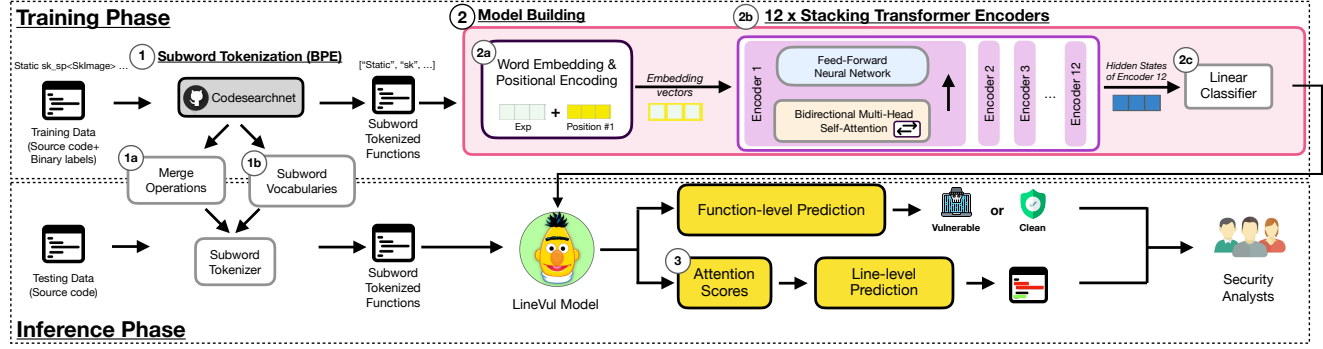 Training Phase
2 Model Building
2b 12 x Stacking Transformer Encoders
1 Subword Tokenization (BPE)
Static sk_sp<SkImage> ...
["Static", "sk", ...]
Codesearchnet
Training Data
(Source code+
Binary labels)
Subword
Tokenized
Functions
1a
Merge
Operations
1b
Subword
Vocabularies
2a
Word Embedding &
Positional Encoding
+
Exp
Position #1
Embedding
vectors
Encoder 1
Feed-Forward
Neural Network
Bidirectional Multi-Head
Self-Attention
Encoder 2
Encoder 3
...
Encoder 12
Hidden States
of Encoder 12
2c
Linear
Classifier
Testing Data
(Source code)
Subword
Tokenizer
Subword
Tokenized
Functions
LineVul Model
Function-level Prediction
Vulnerable
or
Clean
3
Attention
Scores
Line-level
Prediction
Security
Analysts
Inference Phase